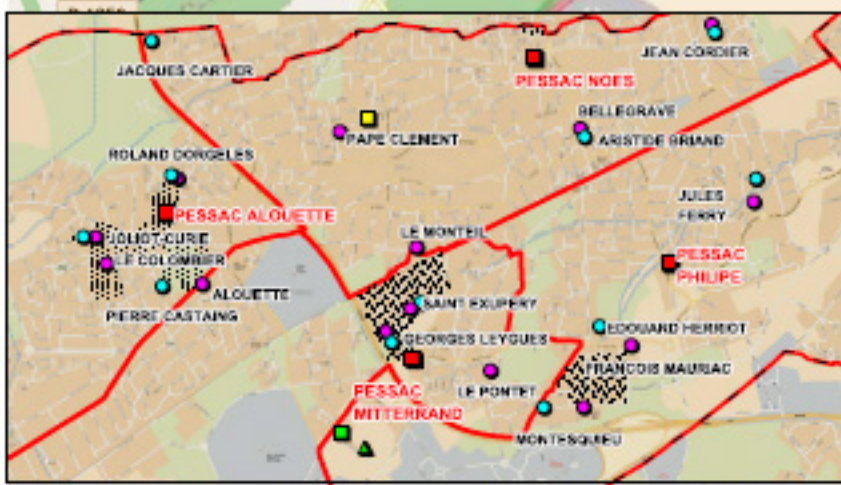 JEAN CORDIER
JACQUES CARTIER
PESSAC NOES
BELLEGRAVE
PAPE CLEMENT
ARISTIDE BRIAND
ROLAND DORGELES
JULES
FERRY
PESSAC ALOUETTE
LE MONTEIL
JOLIOT-CURIE
LE COLOMBIER
PESSAC
PHILIPE
ALOUETTE
SAINT EXUPERY
PIERRE CASTAING
EDOUARD HERRIOT
GEORGES LEYGUES
FRANCOIS MAURIAC
PESSAC
MITTERRAND
LE PONTET
MONTESQUIEU